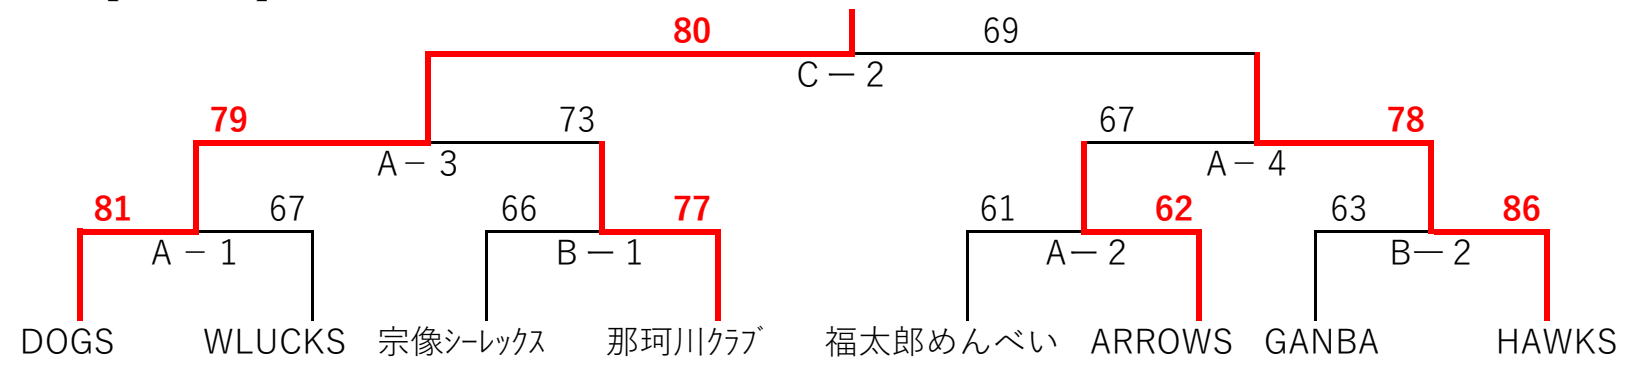 80 69
C－2
79 73 67 78
A－3 A－4
81 67 66 77 61 62 63 86
A－1 B－1 A－2 B－2
DOGS WLUCKS 宗像ｼｰﾚックス 那珂川ｸﾗﾌﾞ 福太郎めんべい ARROWS GANBA HAWKS